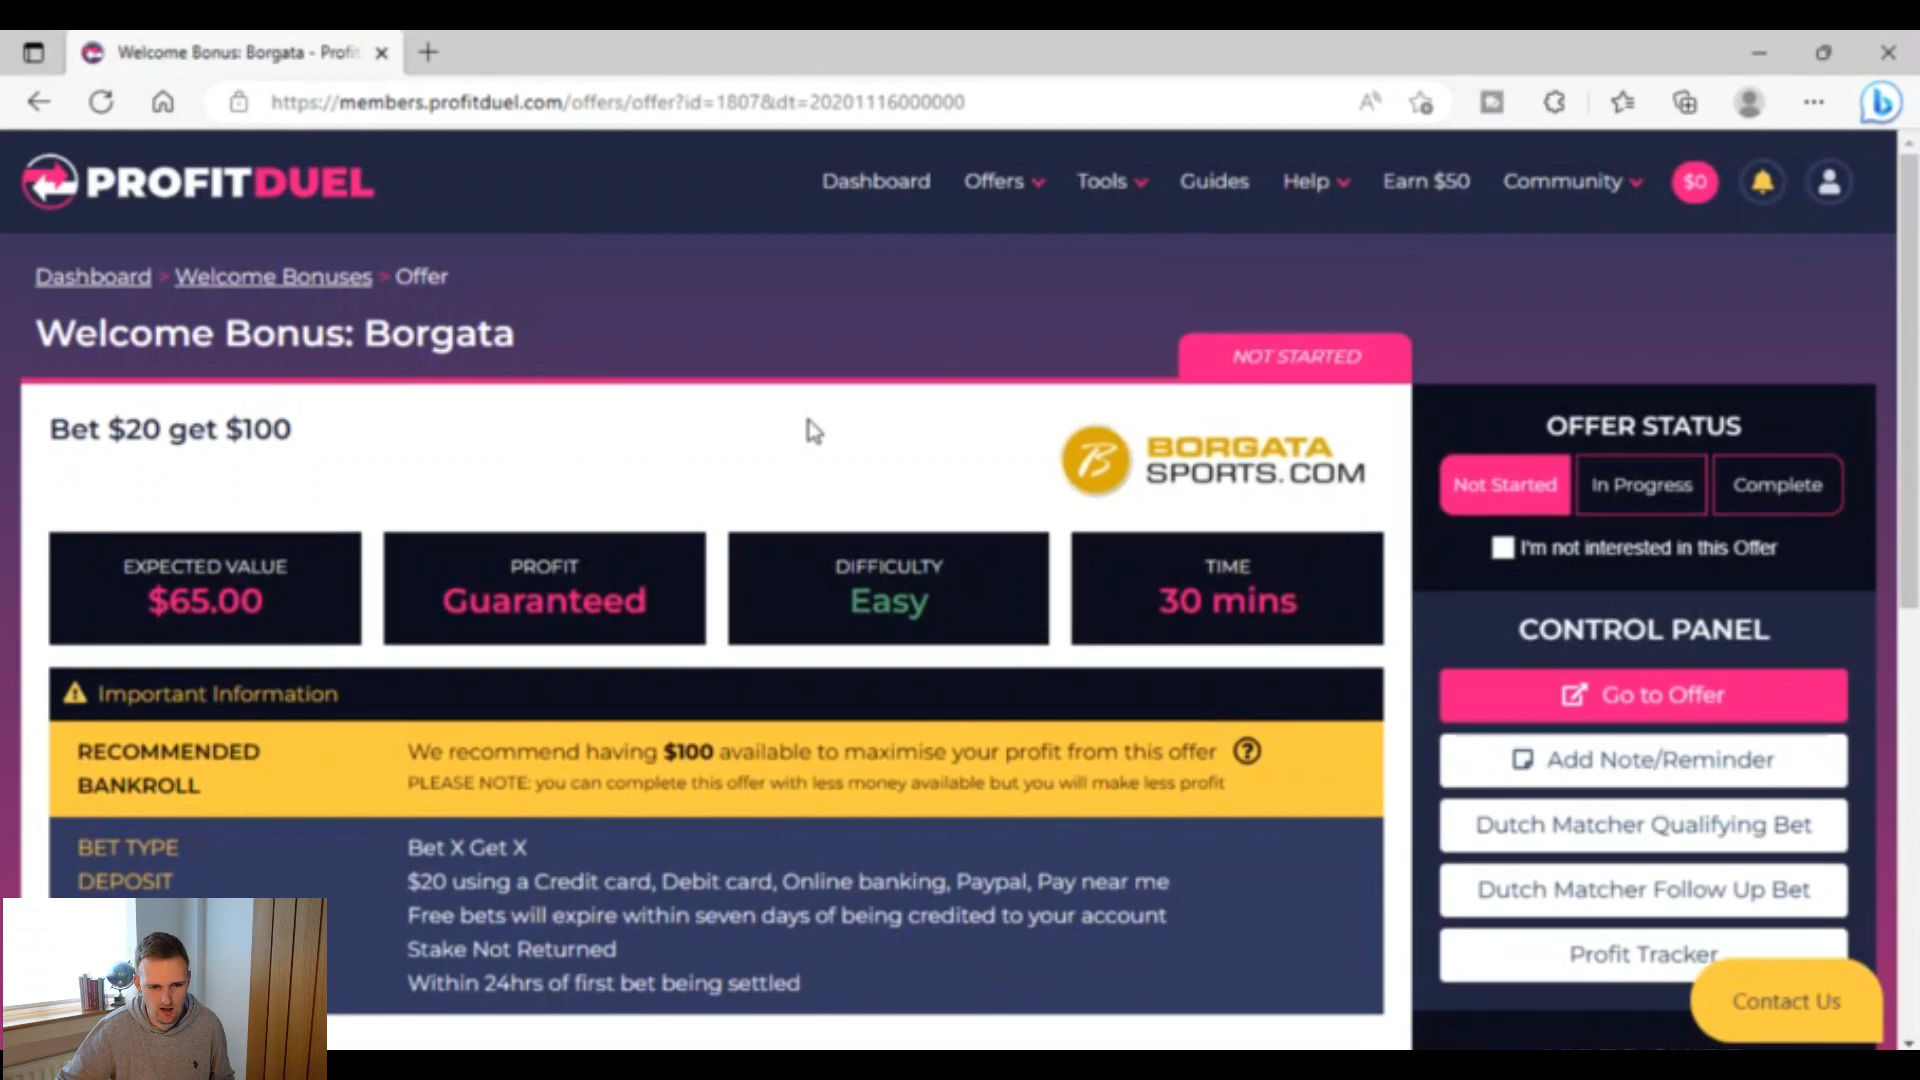 Welcome Bonus: Borgata - Profit
https://members.profitduel.com/offers/offer?id=1807&dt=20201116000000
PROFITDUEL
Dashboard Offers Tools Guides Help Earn $50 Community $0
Dashboard > Welcome Bonuses > Offer
Welcome Bonus: Borgata
NOT STARTED
Bet $20 get $100
B BORGATA
SPORTS.COM
EXPECTED VALUE
$65.00
PROFIT
Guaranteed
DIFFICULTY
Easy
TIME
30 mins
Important Information
RECOMMENDED
BANKROLL
We recommend having $100 available to maximise your profit from this offer ?
PLEASE NOTE: you can complete this offer with less money available but you will make less profit
BET TYPE Bet X Get X
DEPOSIT $20 using a Credit card, Debit card, Online banking, Paypal, Pay near me
Free bets will expire within seven days of being credited to your account
Stake Not Returned
Within 24hrs of first bet being settled
OFFER STATUS
Not Started In Progress Complete
I'm not interested in this Offer
CONTROL PANEL
Go to Offer
Add Note/Reminder
Dutch Matcher Qualifying Bet
Dutch Matcher Follow Up Bet
Profit Tracker
Contact Us